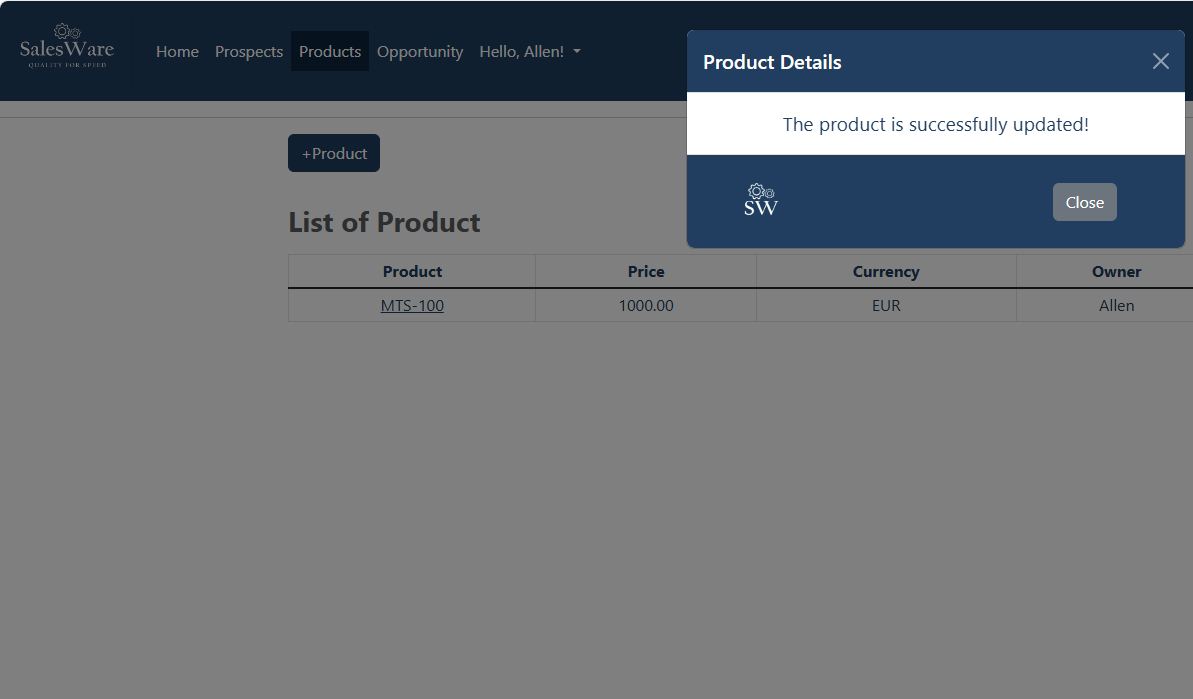 SalesWare
QUALITY FOR SPEED
Home Prospects Products Opportunity Hello, Allen!
Product Details
The product is successfully updated!
SW
Close
+Product
List of Product
Product Price Currency Owner
MTS-100 1000.00 EUR Allen